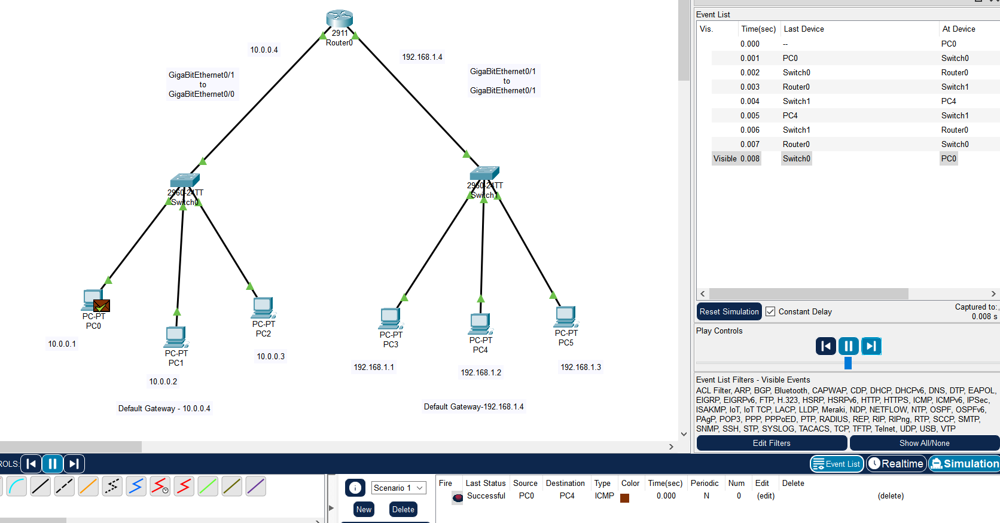 2911
Router0
10.0.0.4
192.168.1.4
GigaBitEthernet0/1
to
GigaBitEthernet0/0
GigaBitEthernet0/1
to
GigaBitEthernet0/1
2960-24TT
Switch0
2960-24TT
Switch1
PC-PT
PC0
10.0.0.1
PC-PT
PC1
10.0.0.2
PC-PT
PC2
10.0.0.3
PC-PT
PC3
192.168.1.1
PC-PT
PC4
192.168.1.2
PC-PT
PC5
192.168.1.3
Default Gateway - 10.0.0.4
Default Gateway-192.168.1.4
Event List
Vis. Time(sec) Last Device At Device
0.000 -- PC0
0.001 PC0 Switch0
0.002 Switch0 Router0
0.003 Router0 Switch1
0.004 Switch1 PC4
0.005 PC4 Switch1
0.006 Switch1 Router0
0.007 Router0 Switch0
Visible 0.008 Switch0 PC0
Reset Simulation Constant Delay
Captured to:
0.008 s
Play Controls
Event List Filters - Visible Events
ACL Filter, ARP, BGP, Bluetooth, CAPWAP, CDP, DHCP, DHCPv6, DNS, DTP, EAPOL,
EIGRP, EIGRPv6, FTP, H.323, HSRP, HSRPv6, HTTP, HTTPS, ICMP, ICMPv6, IPSec,
ISAKMP, IoT, IoT TCP, LACP, LLDP, Meraki, NDP, NETFLOW, NTP, OSPF, OSPFv6,
PAgP, POP3, PPP, PPPoED, PTP, RADIUS, REP, RIP, RIPng, RTP, SCCP, SMTP,
SNMP, SSH, STP, SYSLOG, TACACS, TCP, TFTP, Telnet, UDP, USB, VTP
Edit Filters Show All/None
ROLS: Event List Realtime Simulation
Scenario 1
New Delete
Fire Last Status Source Destination Type Color Time(sec) Periodic Num Edit Delete
Successful PC0 PC4 ICMP 0.000 N 0 (edit) (delete)